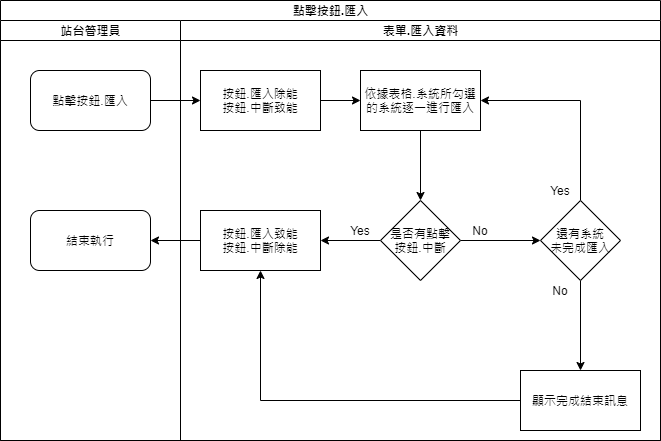 點擊按鈕.匯入
站台管理員
表單.匯入資料
點擊按鈕.匯入
按鈕.匯入除能
按鈕.中斷致能
依據表格.系統所勾選
的系統逐一進行匯入
Yes
結束執行
按鈕.匯入致能
按鈕.中斷除能
Yes
是否有點擊
按鈕.中斷
No
還有系統
未完成匯入
No
顯示完成結束訊息